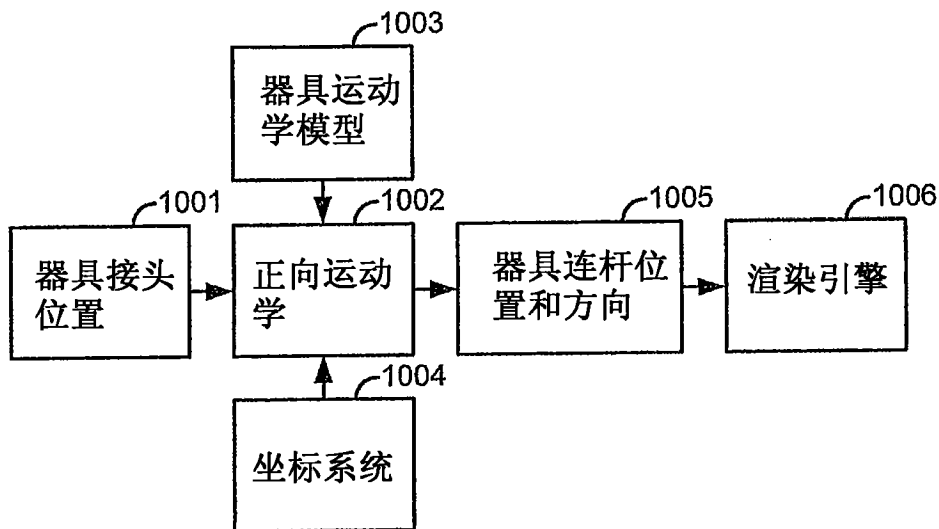 1003
器具运动
学模型
1001
器具接头
位置
1002
正向运动
学
1005
器具连杆位
置和方向
1006
渲染引擎
1004
坐标系统